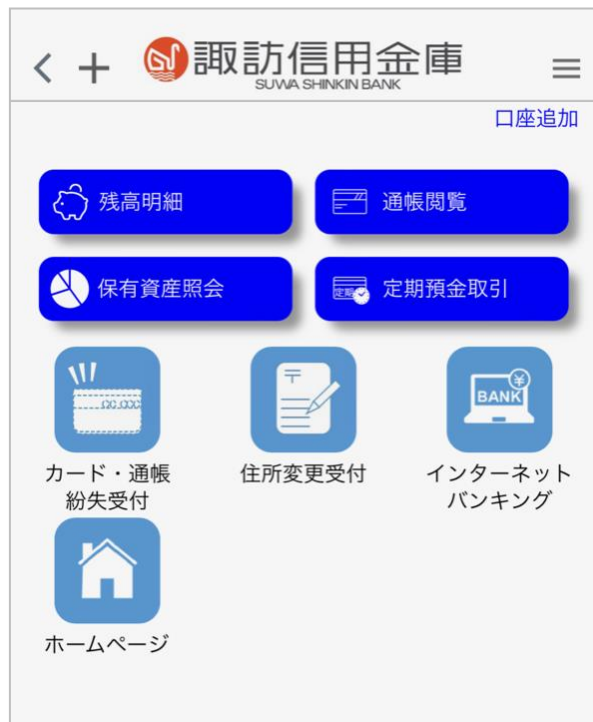 諏訪信用金庫
SUWA SHINKIN BANK
口座追加
残高明細
通帳閲覧
保有資産照会
定期
定期預金取引
〒
¥
BANK
カード・通帳
紛失受付
住所変更受付
インターネット
バンキング
ホームページ